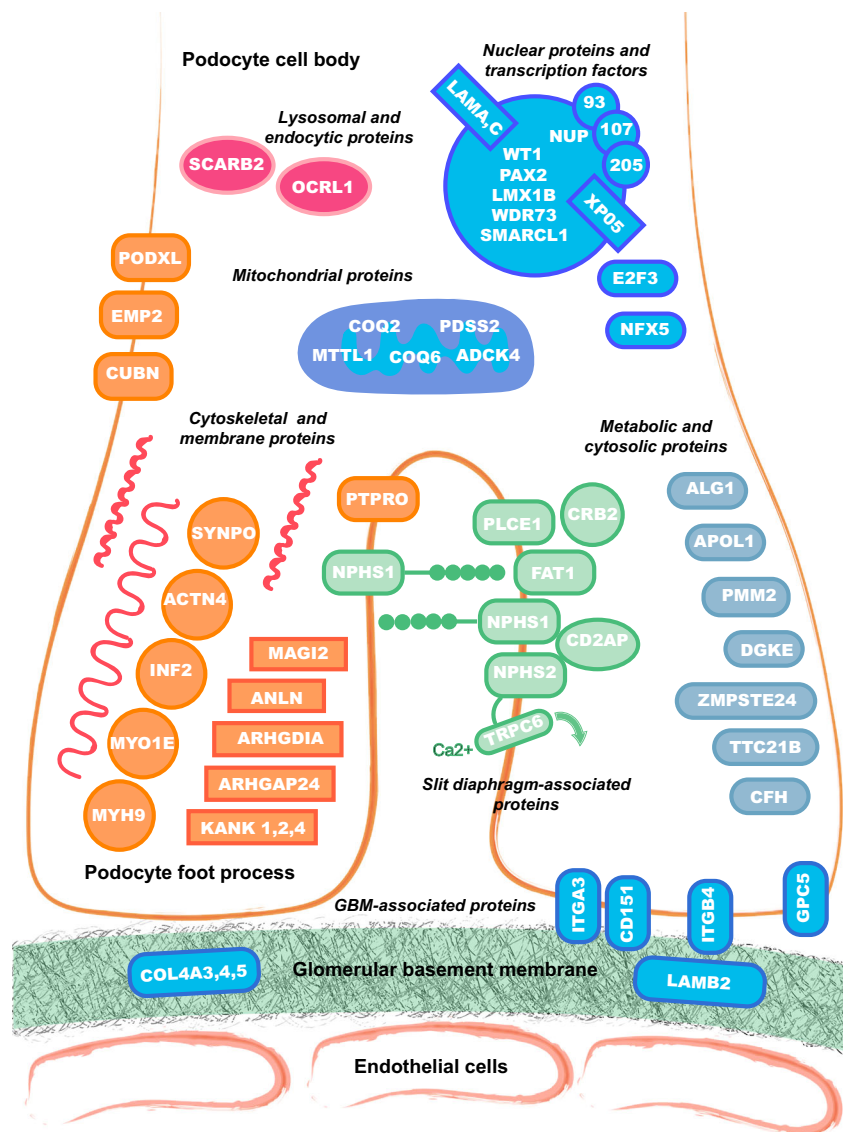 Podocyte cell body
Nuclear proteins and
transcription factors
Lysosomal and
endocytic proteins
SCARB2
OCRL1
LAMA,C
93
107
205
NUP
WT1
PAX2
LMX1B
WDR73
SMARCL1
XP05
E2F3
NFX5
PODXL
EMP2
CUBN
Mitochondrial proteins
COQ2
PDSS2
MTTL1
COQ6
ADCK4
Cytoskeletal and
membrane proteins
Metabolic and
cytosolic proteins
SYNPO
ACTN4
INF2
MYO1E
MYH9
MAGI2
ANLN
ARHGDIA
ARHGAP24
KANK 1,2,4
PTPRO
NPHS1
PLCE1
CRB2
FAT1
NPHS1
CD2AP
NPHS2
TRPC6
Ca2+
Slit diaphragm-associated
proteins
ALG1
APOL1
PMM2
DGKE
ZMPSTE24
TTC21B
CFH
Podocyte foot process
GBM-associated proteins
ITGA3
CD151
ITGB4
GPC5
COL4A3,4,5
Glomerular basement membrane
LAMB2
Endothelial cells